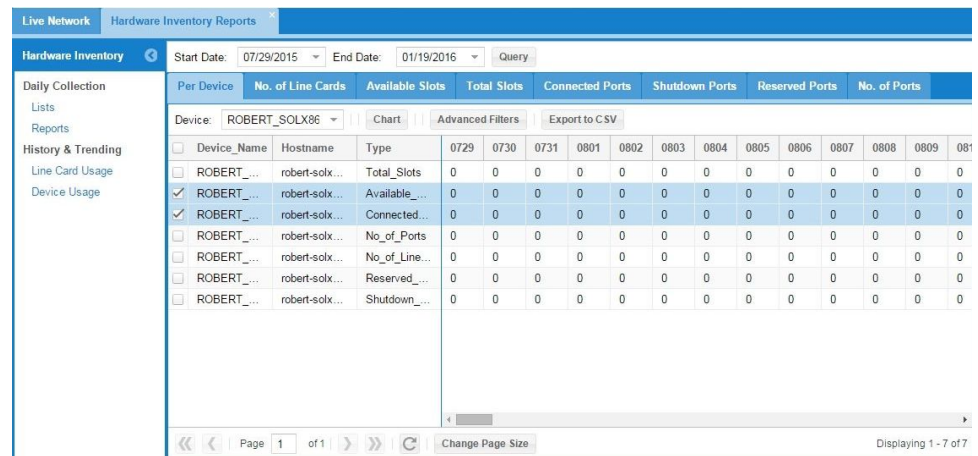 Live Network Hardware Inventory Reports
Hardware Inventory Start Date: 07/29/2015 End Date: 01/19/2016 Query
Daily Collection Per Device No. of Line Cards Available Slots Total Slots Connected Ports Shutdown Ports Reserved Ports No. of Ports
Lists
Reports Device: ROBERT_SOLX86 Chart Advanced Filters Export to CSV
History & Trending Device_Name Hostname Type 0729 0730 0731 0801 0802 0803 0804 0805 0806 0807 0808 0809 081
Line Card Usage ROBERT_... robert-solx... Total_Slots 0 0 0 0 0 0 0 0 0 0 0 0 0
Device Usage ROBERT_... robert-solx... Available_... 0 0 0 0 0 0 0 0 0 0 0 0 0
ROBERT_... robert-solx... Connected... 0 0 0 0 0 0 0 0 0 0 0 0 0
ROBERT_... robert-solx... No_of_Ports 0 0 0 0 0 0 0 0 0 0 0 0 0
ROBERT_... robert-solx... No_of_Line... 0 0 0 0 0 0 0 0 0 0 0 0 0
ROBERT_... robert-solx... Reserved_... 0 0 0 0 0 0 0 0 0 0 0 0 0
ROBERT_... robert-solx... Shutdown_... 0 0 0 0 0 0 0 0 0 0 0 0 0
Page 1 of 1 Change Page Size Displaying 1 - 7 of 7